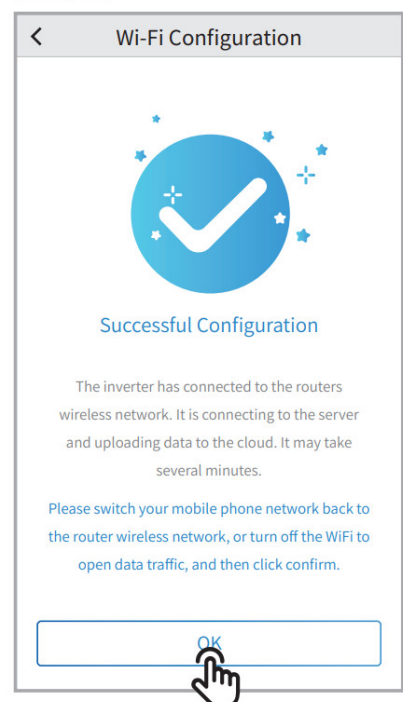 Wi-Fi Configuration
Successful Configuration
The inverter has connected to the routers
wireless network. It is connecting to the server
and uploading data to the cloud. It may take
several minutes.
Please switch your mobile phone network back to
the router wireless network, or turn off the WiFi to
open data traffic, and then click confirm.
OK